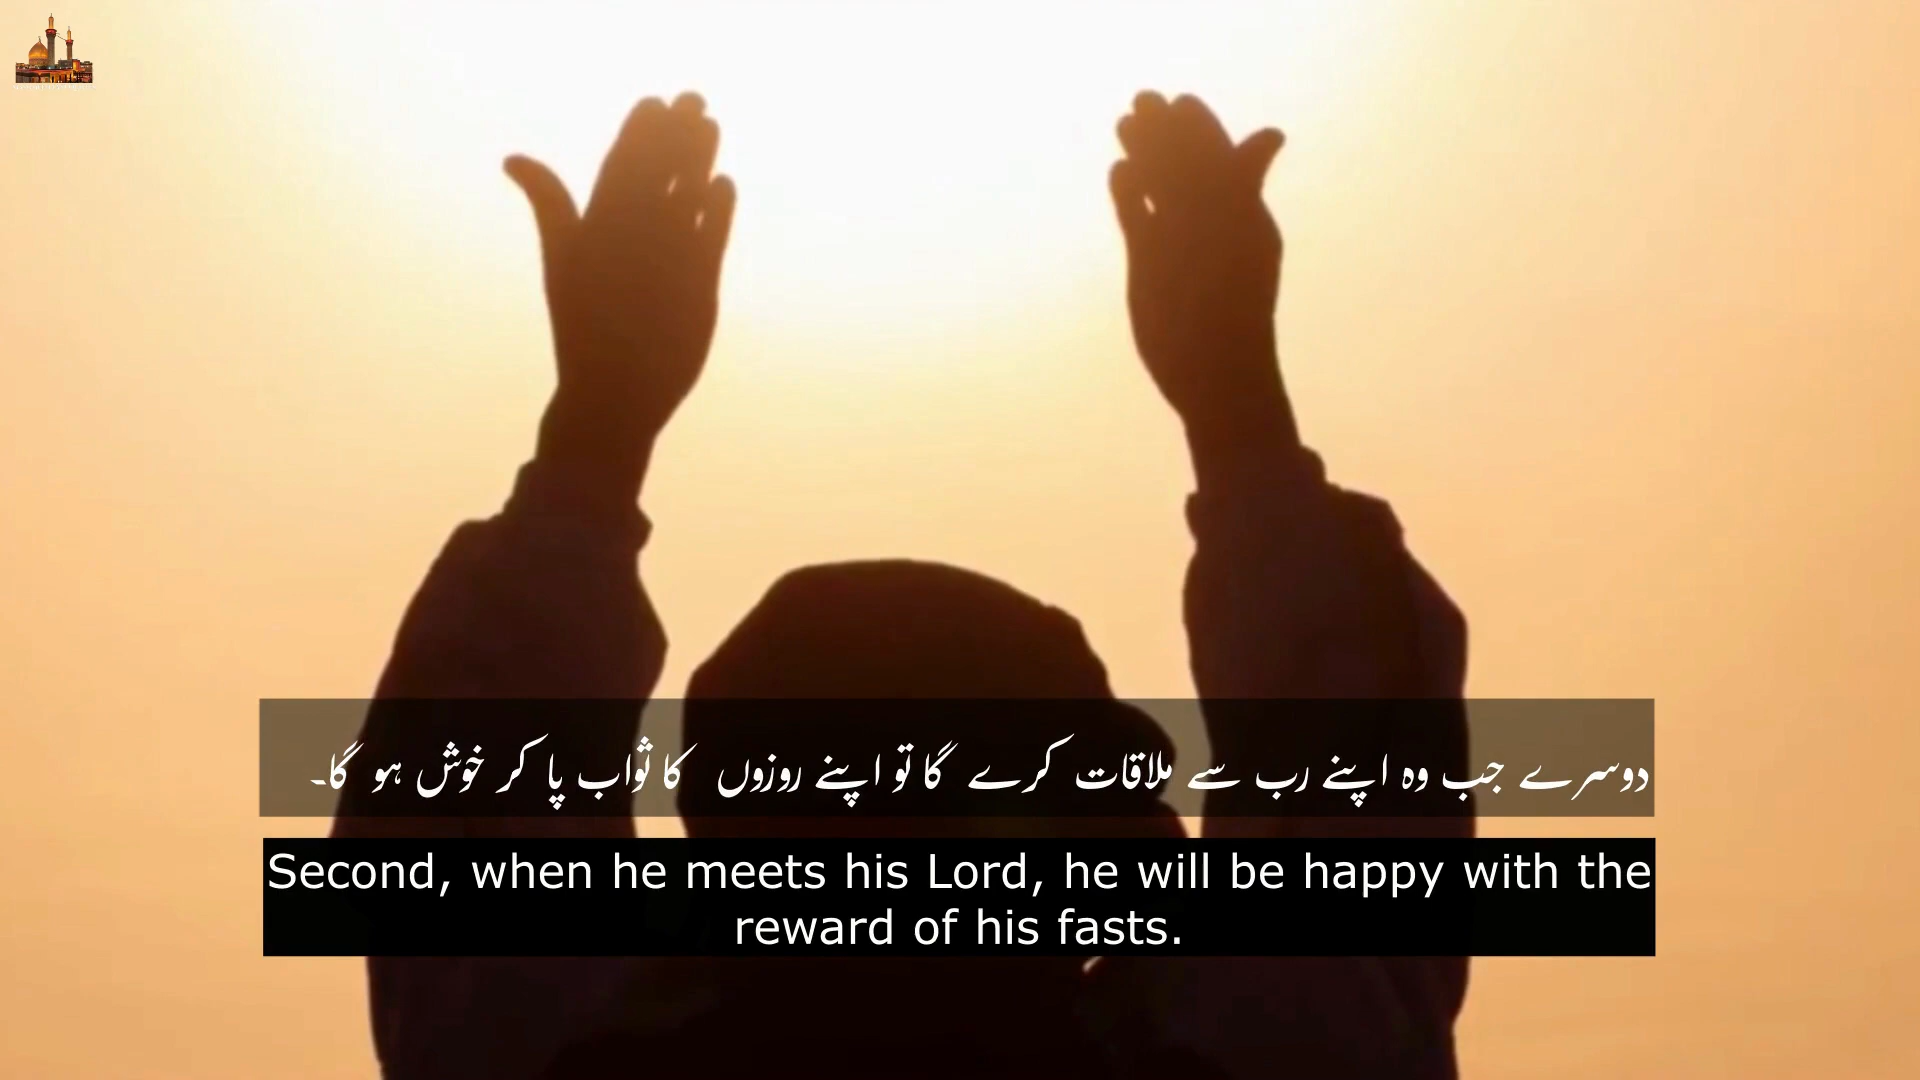 دوسرے جب وہ اپنے رب سے ملاقات کرے گا تو اپنے روزوں کا ثواب پا کر خوش ہو گا۔
Second, when he meets his Lord, he will be happy with the
reward of his fasts.